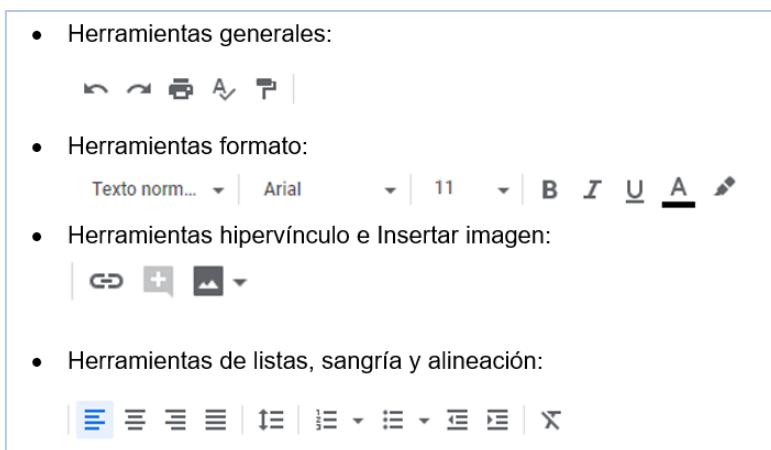 • Herramientas generales:
• Herramientas formato:
Texto norm... Arial 11 B I U A
• Herramientas hipervínculo e Insertar imagen:
• Herramientas de listas, sangría y alineación: